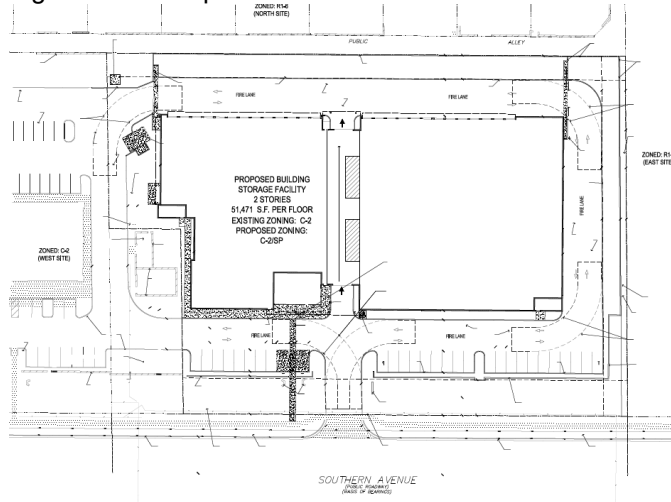 ZONED: R1-6
(NORTH SITE)
PUBLIC ALLEY
FIRE LANE
FIRE LANE
ZONED: R1-
(EAST SITE
PROPOSED BUILDING
STORAGE FACILITY
2 STORIES
51,471 S.F. PER FLOOR
EXISTING ZONING: C-2
PROPOSED ZONING:
C-2/SP
FIRE LANE
ZONED: C-2
(WEST SITE)
FIRE LANE
FIRE LANE
SOUTHERN AVENUE
(PUBLIC ROADWAY)
(BASIS OF BEARINGS)